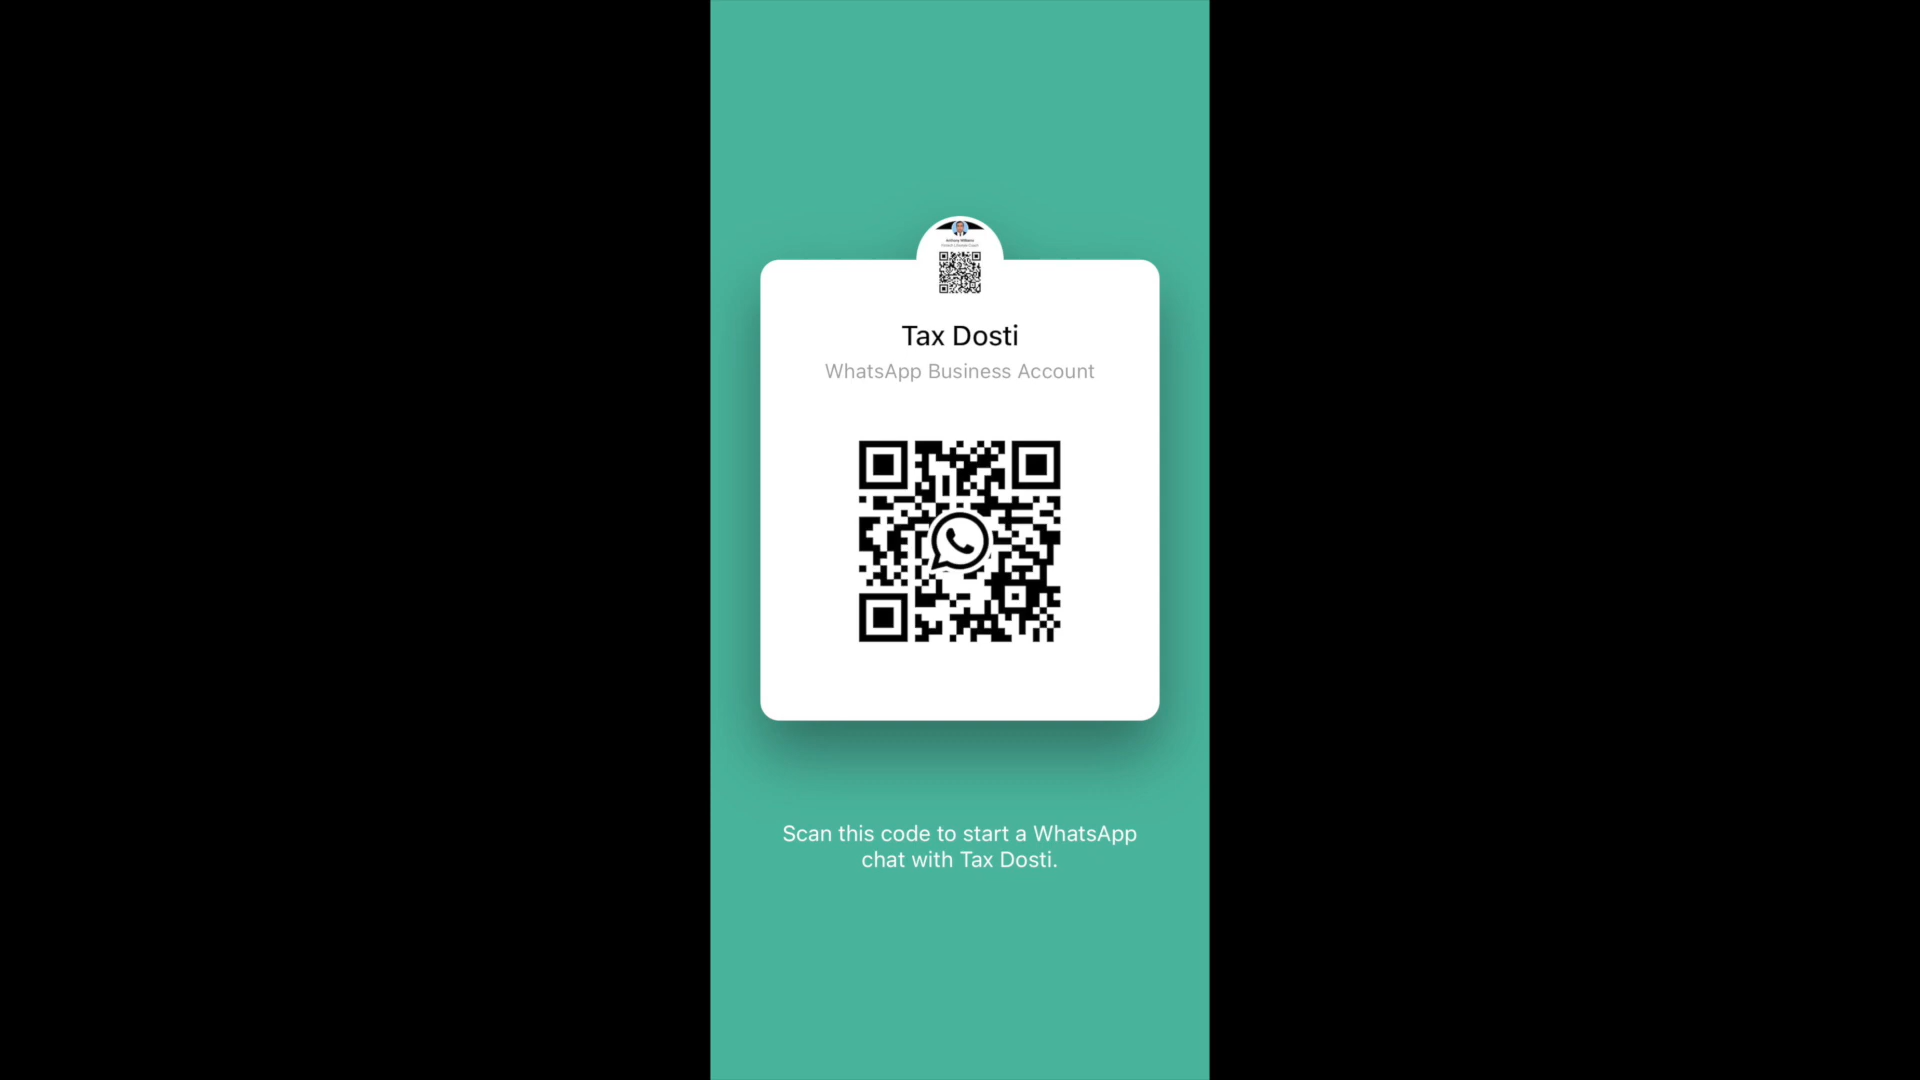 Tax Dosti
WhatsApp Business Account
Scan this code to start a WhatsApp
chat with Tax Dosti.